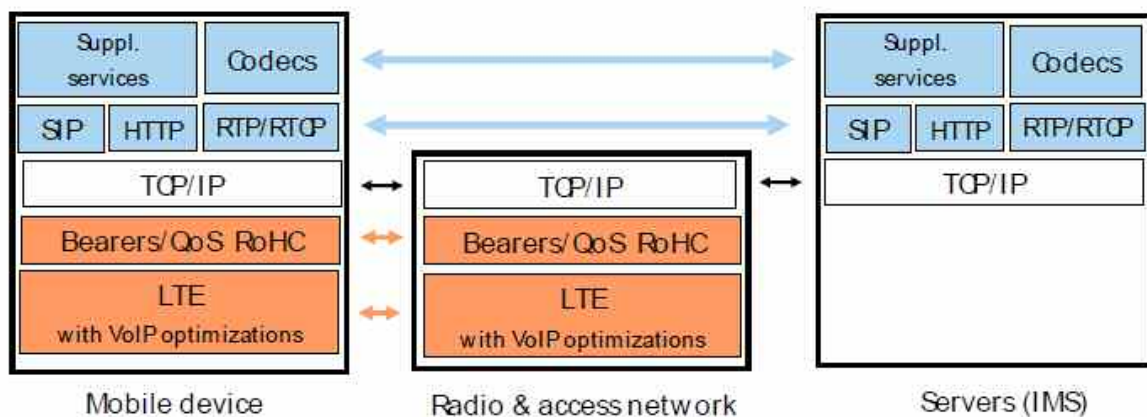 Suppl.
services
Codecs
SIP
HTTP
RTP/RTCP
TCP/IP
Bearers/QoS RoHC
LTE
with VoIP optimizations
Mobile device
TCP/IP
Bearers/QoS RoHC
LTE
with VoIP optimizations
Radio & access network
Suppl.
services
Codecs
SIP
HTTP
RTP/RTCP
TCP/IP
Servers (IMS)